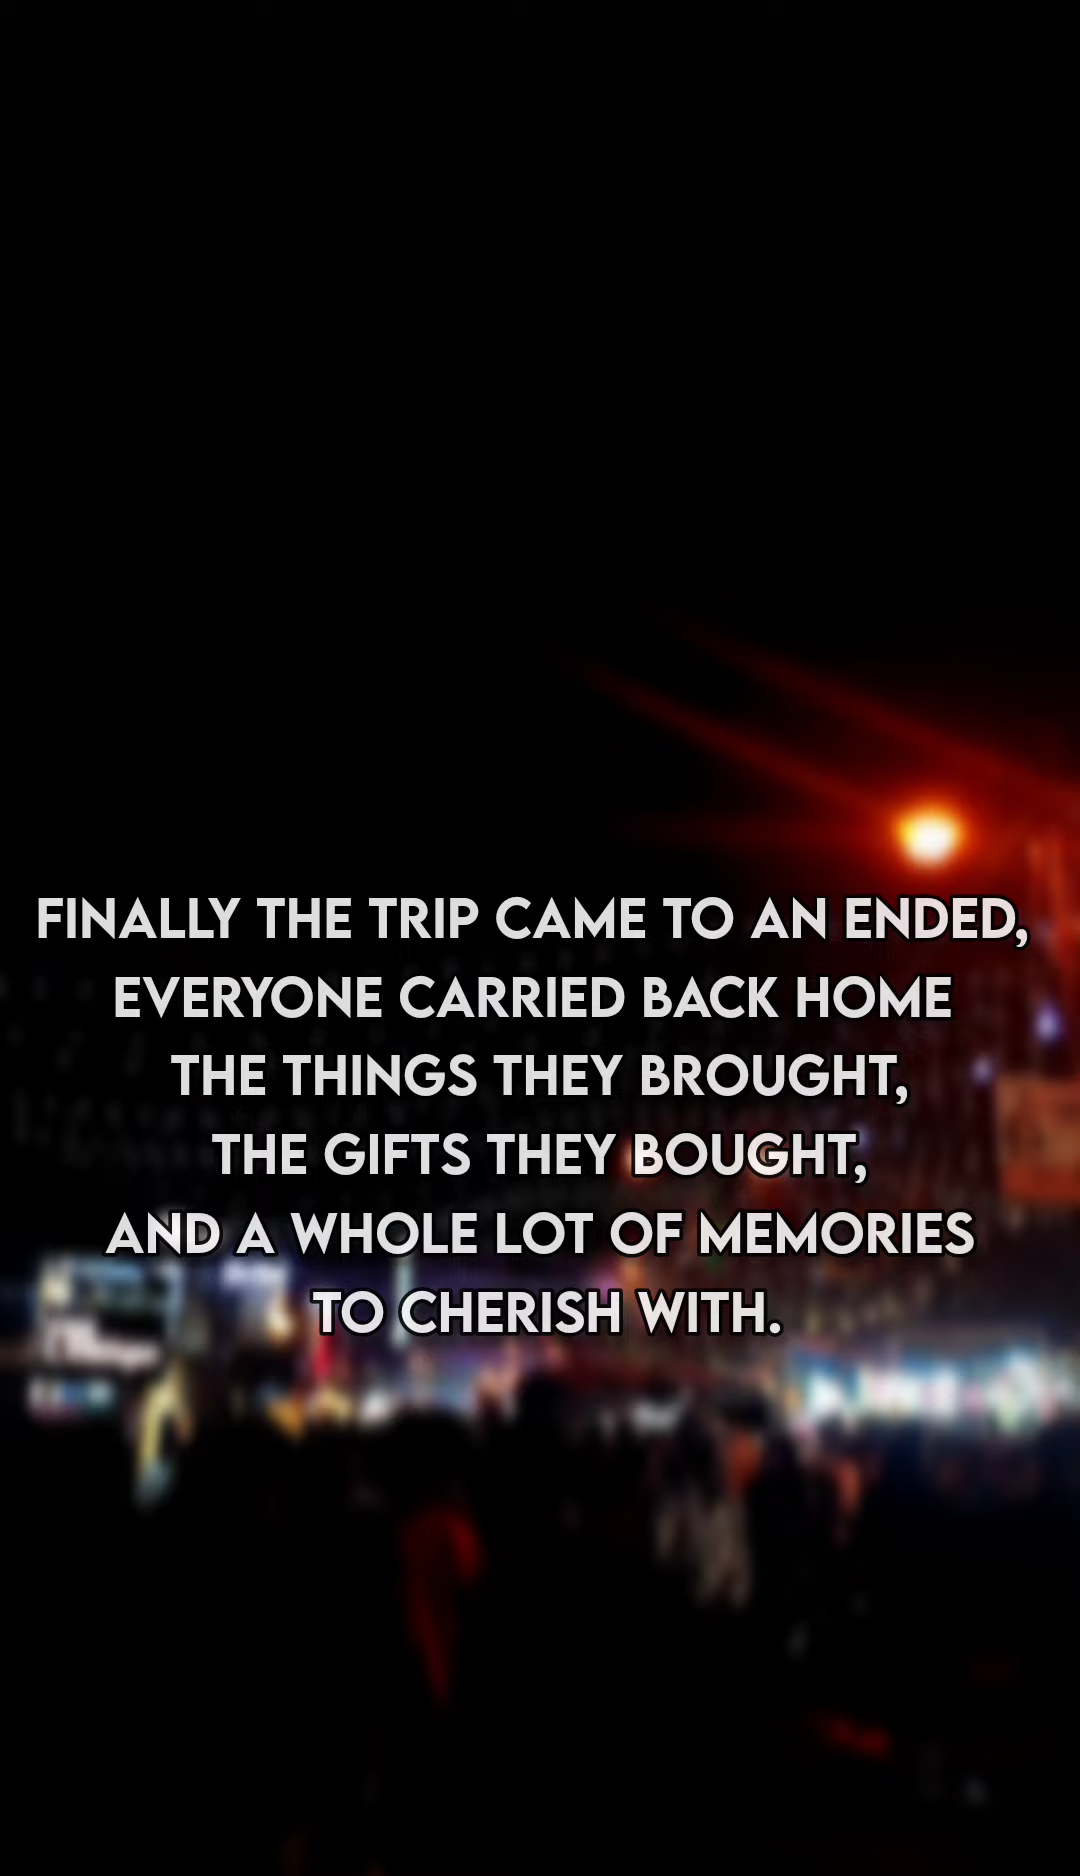 FINALLY THE TRIP CAME TO AN ENDED,
EVERYONE CARRIED BACK HOME
THE THINGS THEY BROUGHT,
THE GIFTS THEY BOUGHT,
AND A WHOLE LOT OF MEMORIES
TO CHERISH WITH.